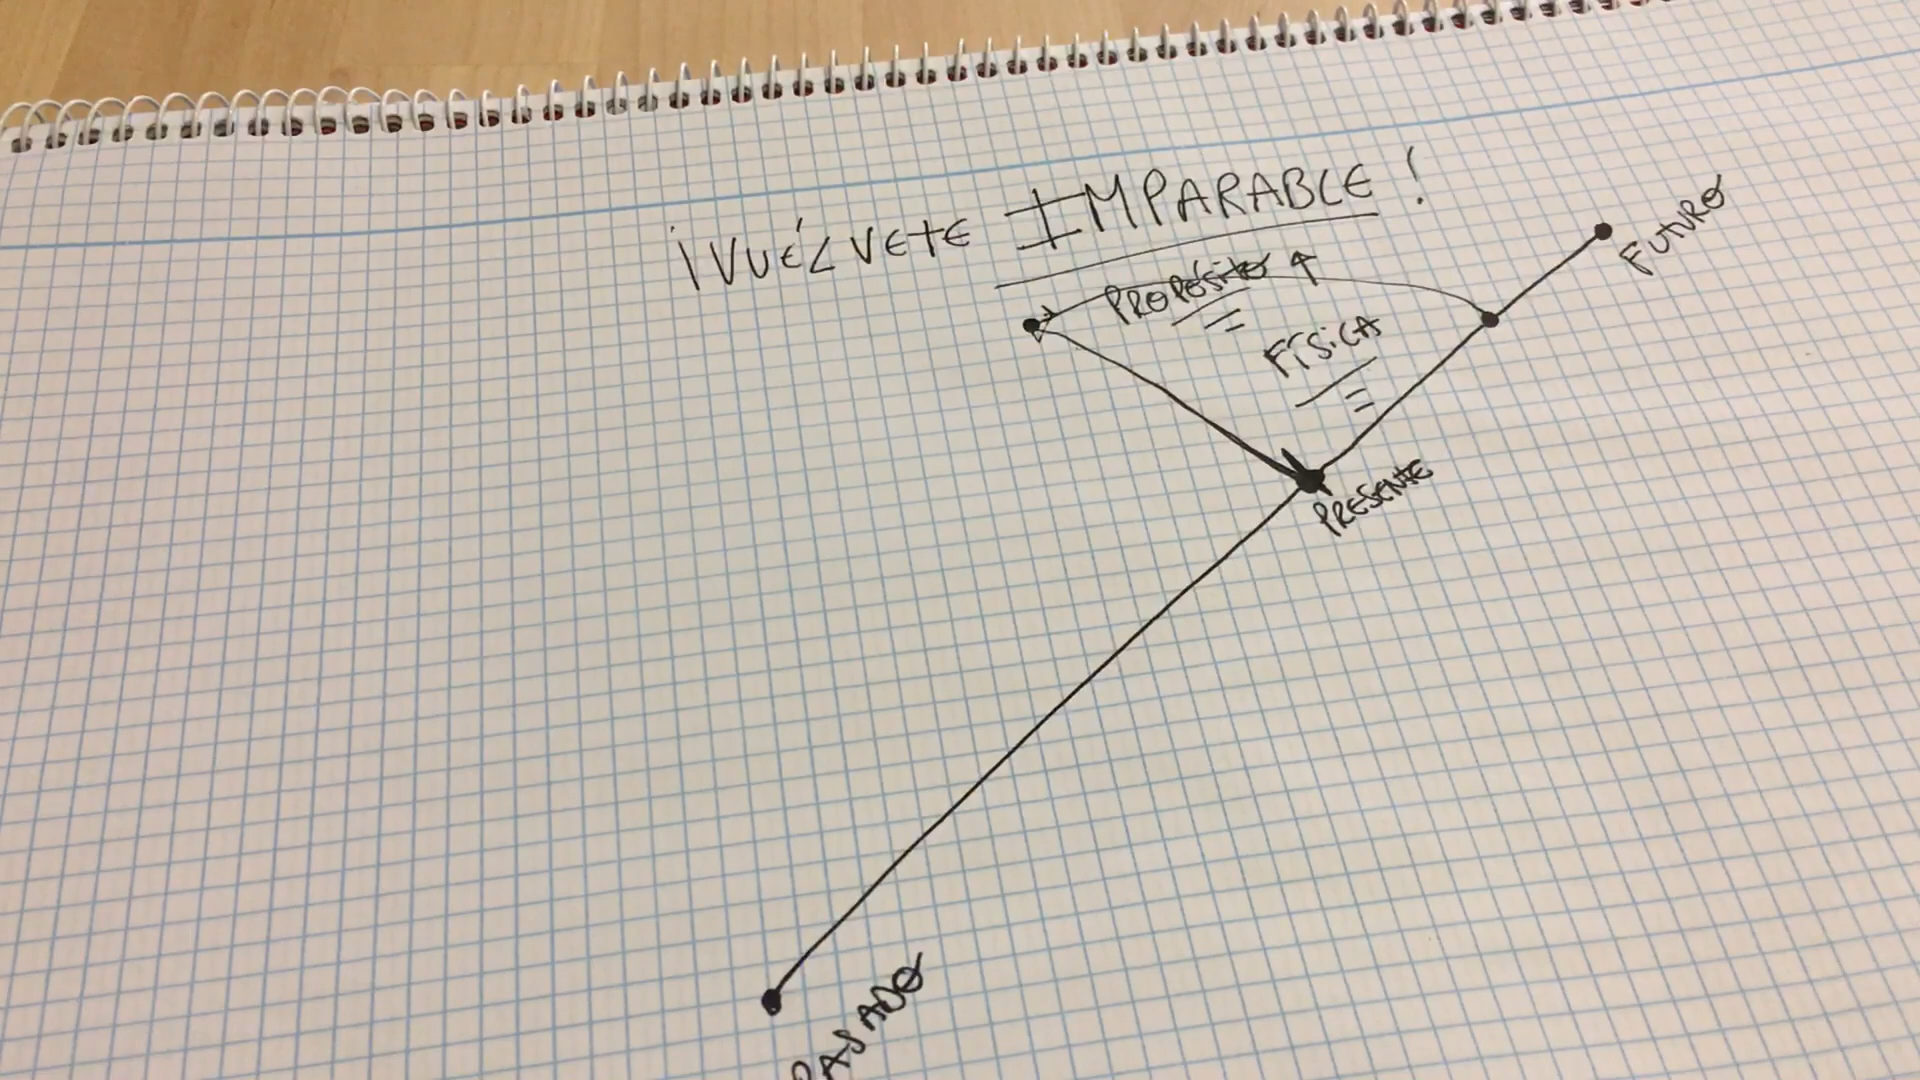 ¡VUÉLVETE IMPARABLE!
PROPÓSITO ↑
FÍSICA
FUTURO
PRESENTE
PASADO